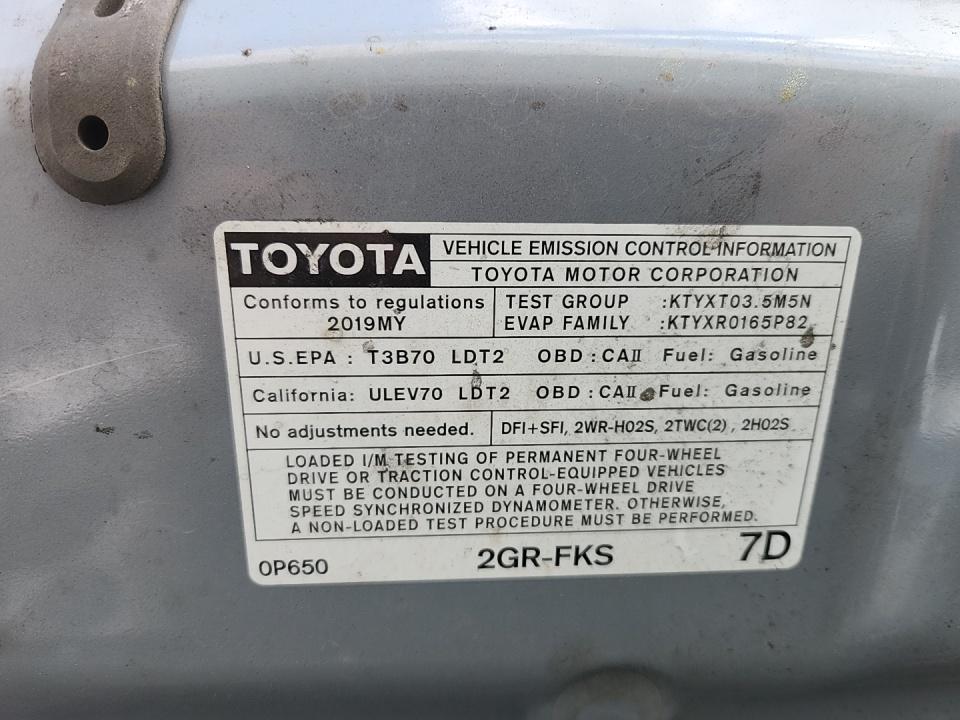 TOYOTA
VEHICLE EMISSION CONTROL INFORMATION
TOYOTA MOTOR CORPORATION
Conforms to regulations
2019MY
TEST GROUP :KTYXT03.5M5N
EVAP FAMILY :KTYXR0165P82
U.S.EPA : T3B70 LDT2 OBD : CAII Fuel: Gasoline
California: ULEV70 LDT2 OBD : CAII Fuel: Gasoline
No adjustments needed.
DFI+SFI, 2WR-HO2S, 2TWC(2), 2HO2S
LOADED I/M TESTING OF PERMANENT FOUR-WHEEL
DRIVE OR TRACTION CONTROL-EQUIPPED VEHICLES
MUST BE CONDUCTED ON A FOUR-WHEEL DRIVE
SPEED SYNCHRONIZED DYNAMOMETER. OTHERWISE,
A NON-LOADED TEST PROCEDURE MUST BE PERFORMED.
0P650
2GR-FKS
7D